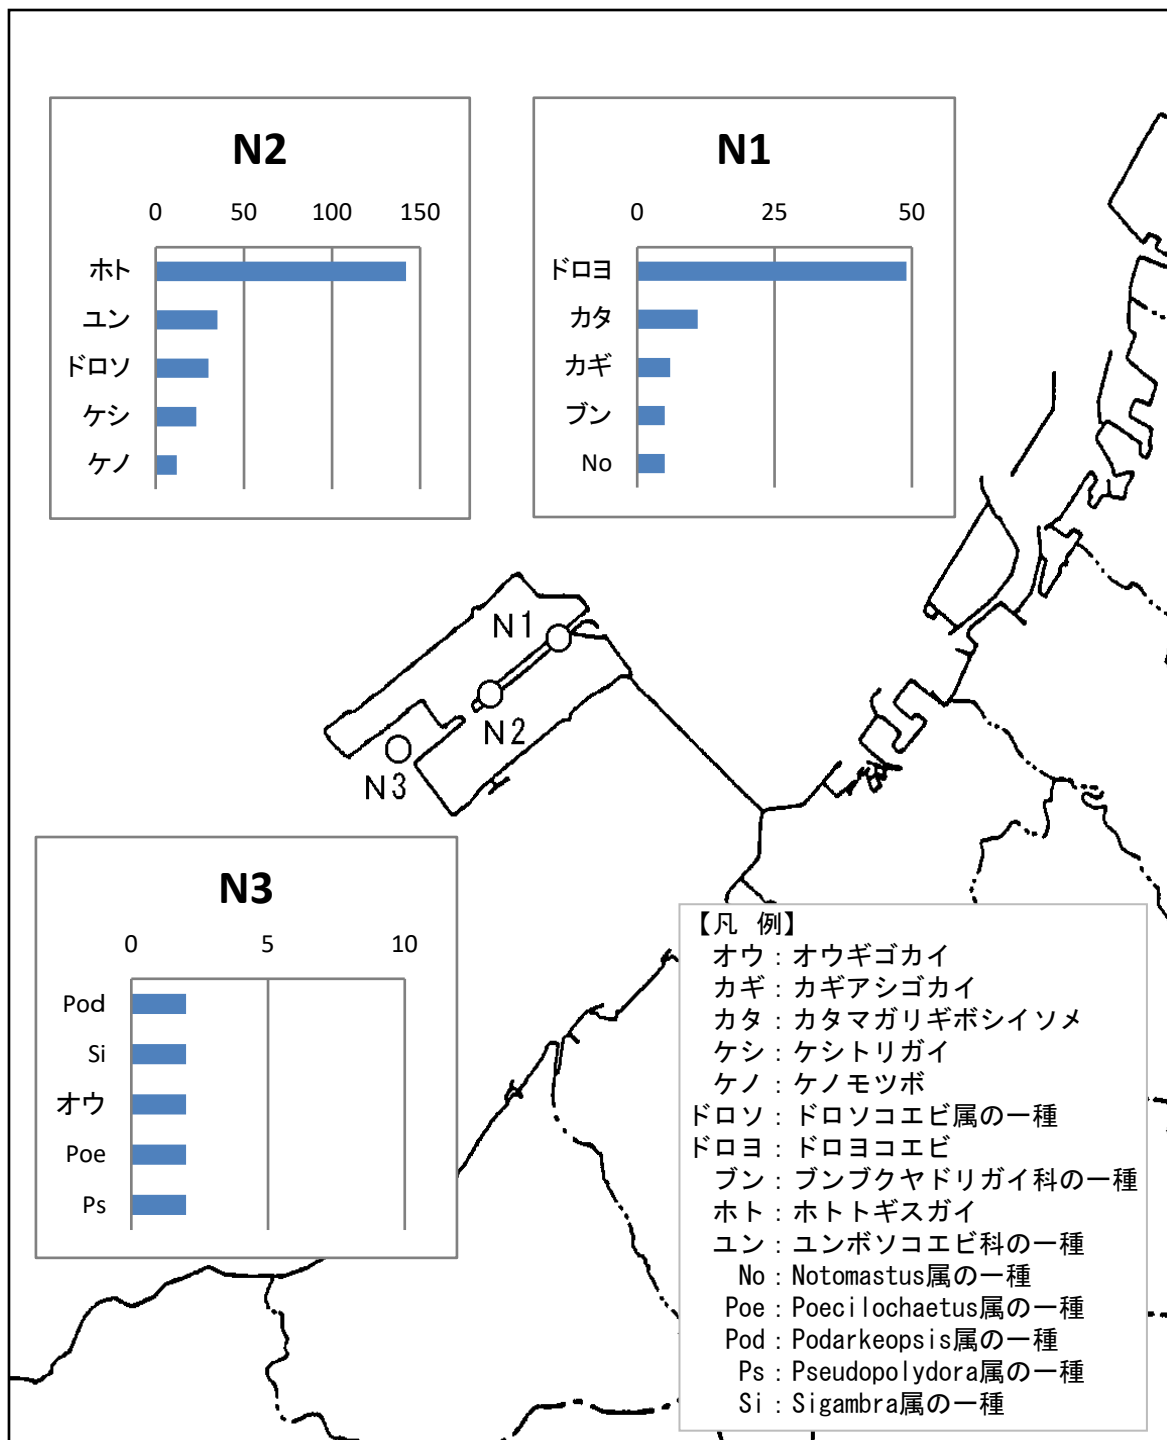 N2
0 50 100 150
ホト
ユン
ドロソ
ケシ
ケノ
N1
0 25 50
ドロヨ
カタ
カギ
ブン
No
N1
N2
N3
N3
0 5 10
Pod
Si
オウ
Poe
Ps
【凡 例】
オウ：オウギゴカイ
カギ：カギアシゴカイ
カタ：カタマガリギボシイソメ
ケシ：ケシトリガイ
ケノ：ケノモツボ
ドロソ：ドロソコエビ属の一種
ドロヨ：ドロヨコエビ
ブン：ブンブクヤドリガイ科の一種
ホト：ホトトギスガイ
ユン：ユンボソコエビ科の一種
No：Notomastus属の一種
Poe：Poecilochaetus属の一種
Pod：Podarkeopsis属の一種
Ps：Pseudopolydora属の一種
Si：Sigambra属の一種